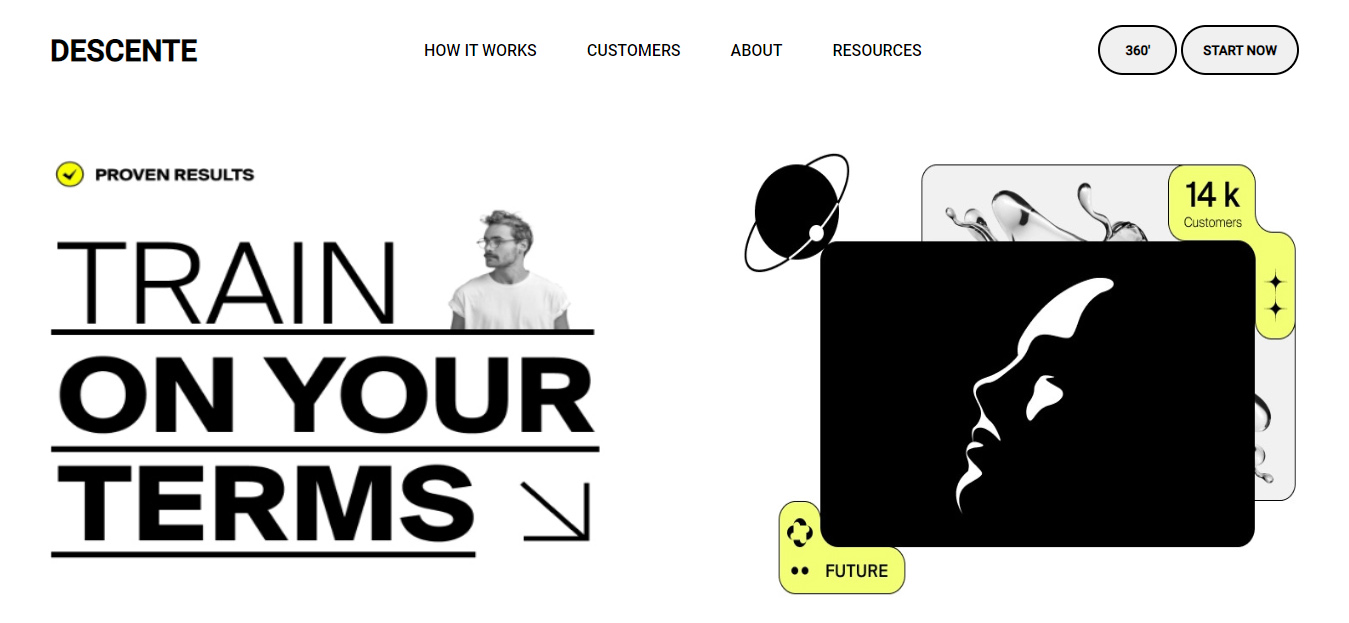 DESCENTE
HOW IT WORKS
CUSTOMERS
ABOUT
RESOURCES
360'
START NOW
PROVEN RESULTS
TRAIN
ON YOUR
TERMS
14 k
Customers
FUTURE